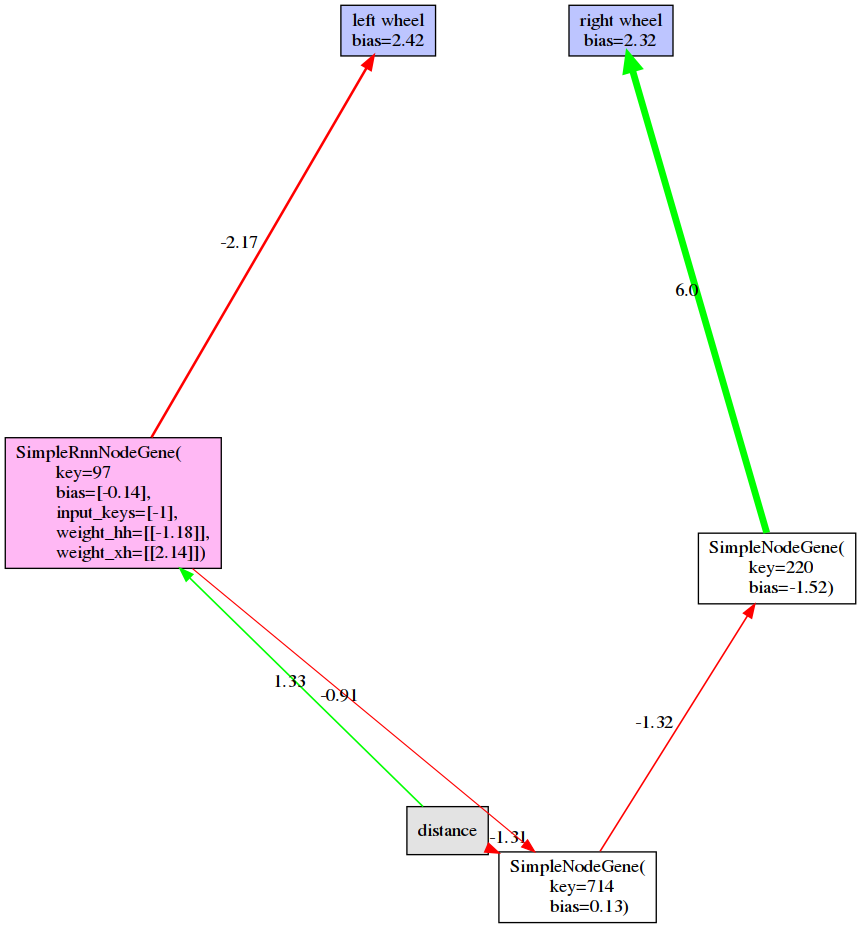 left wheel
bias=2.42
right wheel
bias=2.32
-2.17
6.0
SimpleRnnNodeGene(
key=97
bias=[-0.14],
input_keys=[-1],
weight_hh=[[-1.18]],
weight_xh=[[2.14]])
SimpleNodeGene(
key=220
bias=-1.52)
1.33
-0.91
-1.32
distance
-1.31
SimpleNodeGene(
key=714
bias=0.13)